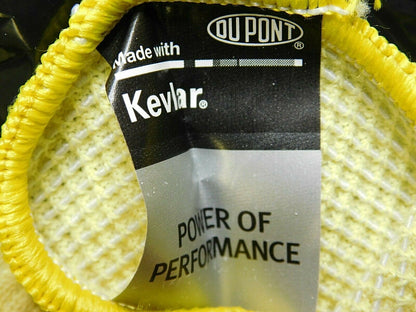 DU PONT®
Made with
Kevlar®
POWER OF
PERFORMANCE